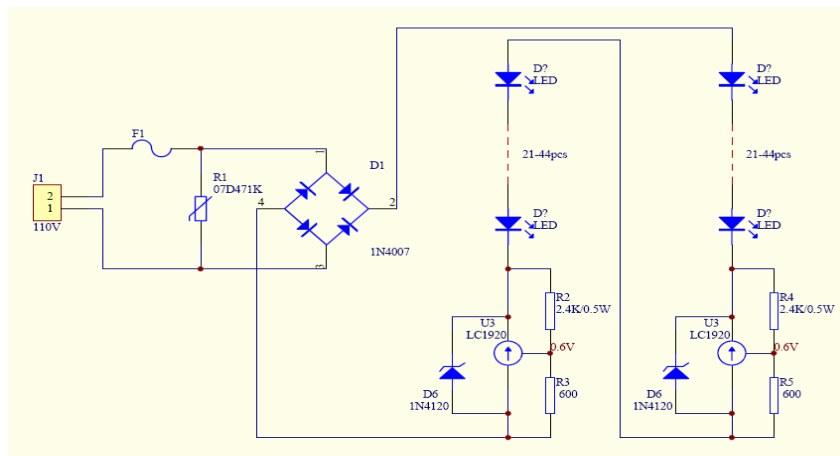 F1
J1
2
1
110V
R1
07D471K
1
D1
4
2
3
1N4007
D?
LED
21-44pcs
D?
LED
U3
LC1920
R2
2.4K/0.5W
0.6V
D6
1N4120
R3
600
D?
LED
21-44pcs
D?
LED
U3
LC1920
R4
2.4K/0.5W
0.6V
D6
1N4120
R5
600